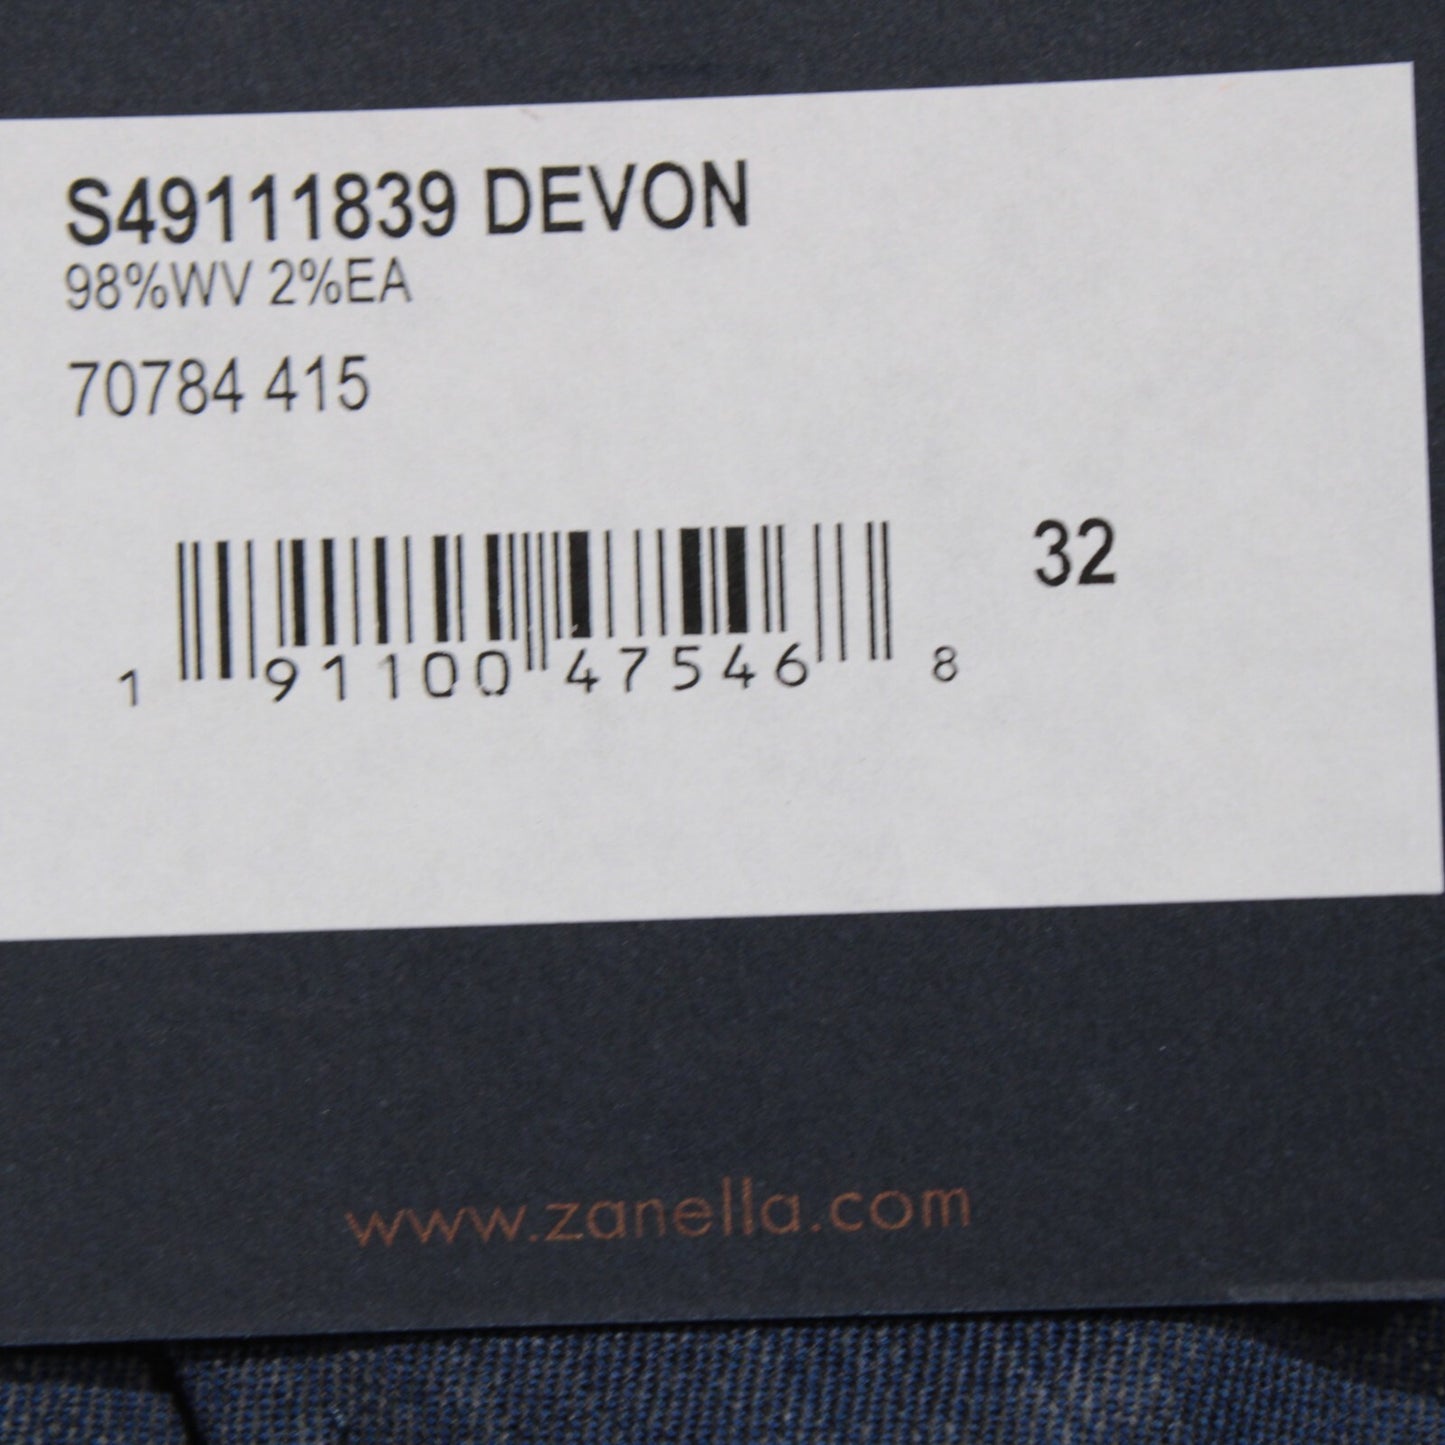 S49111839 DEVON
98%WV 2%EA
70784 415
32
1 91100 47546 8
www.zanella.com